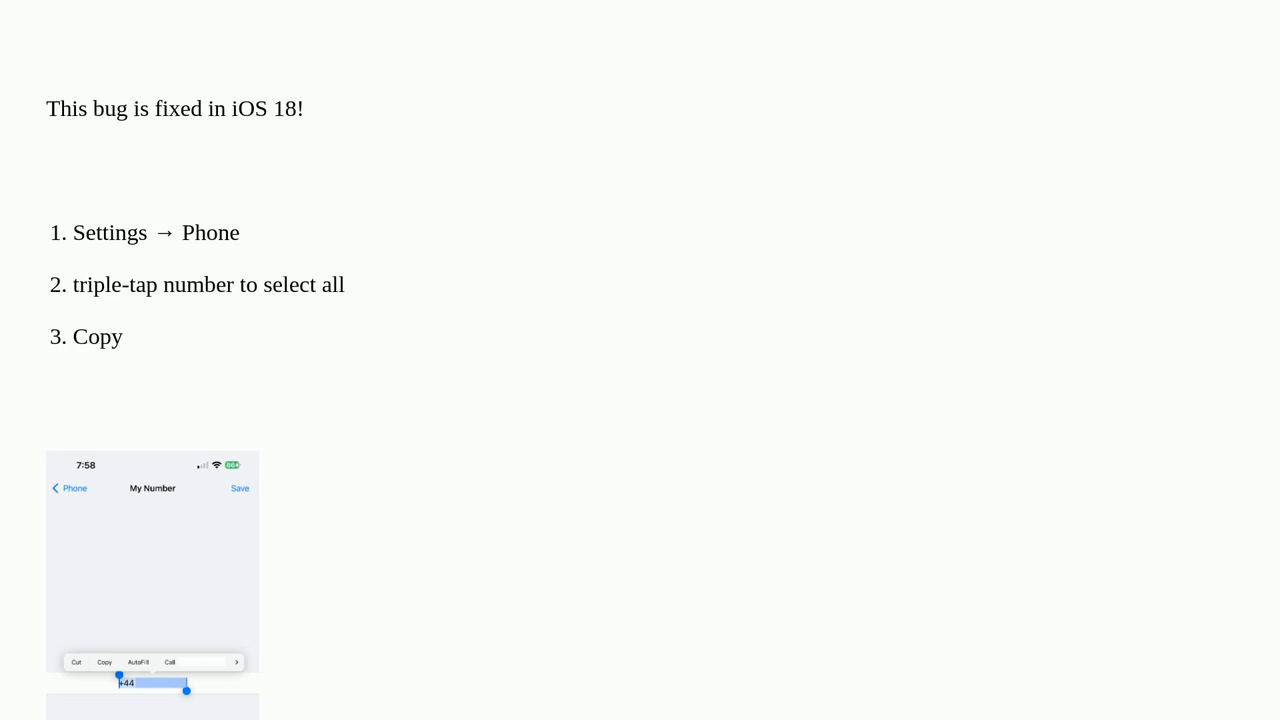 This bug is fixed in iOS 18!
1. Settings → Phone
2. triple-tap number to select all
3. Copy
7:58
Phone My Number Save
Cut Copy AutoFill Call
+44